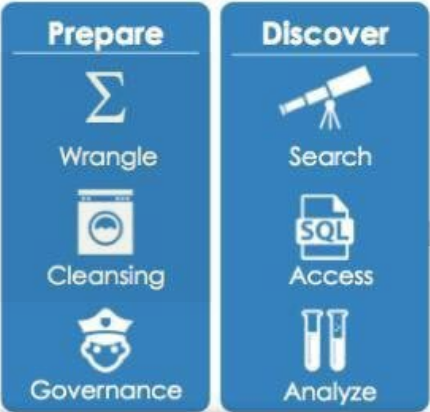 Prepare
Σ
Wrangle
Cleansing
Governance
Discover
Search
SQL
Access
Analyze